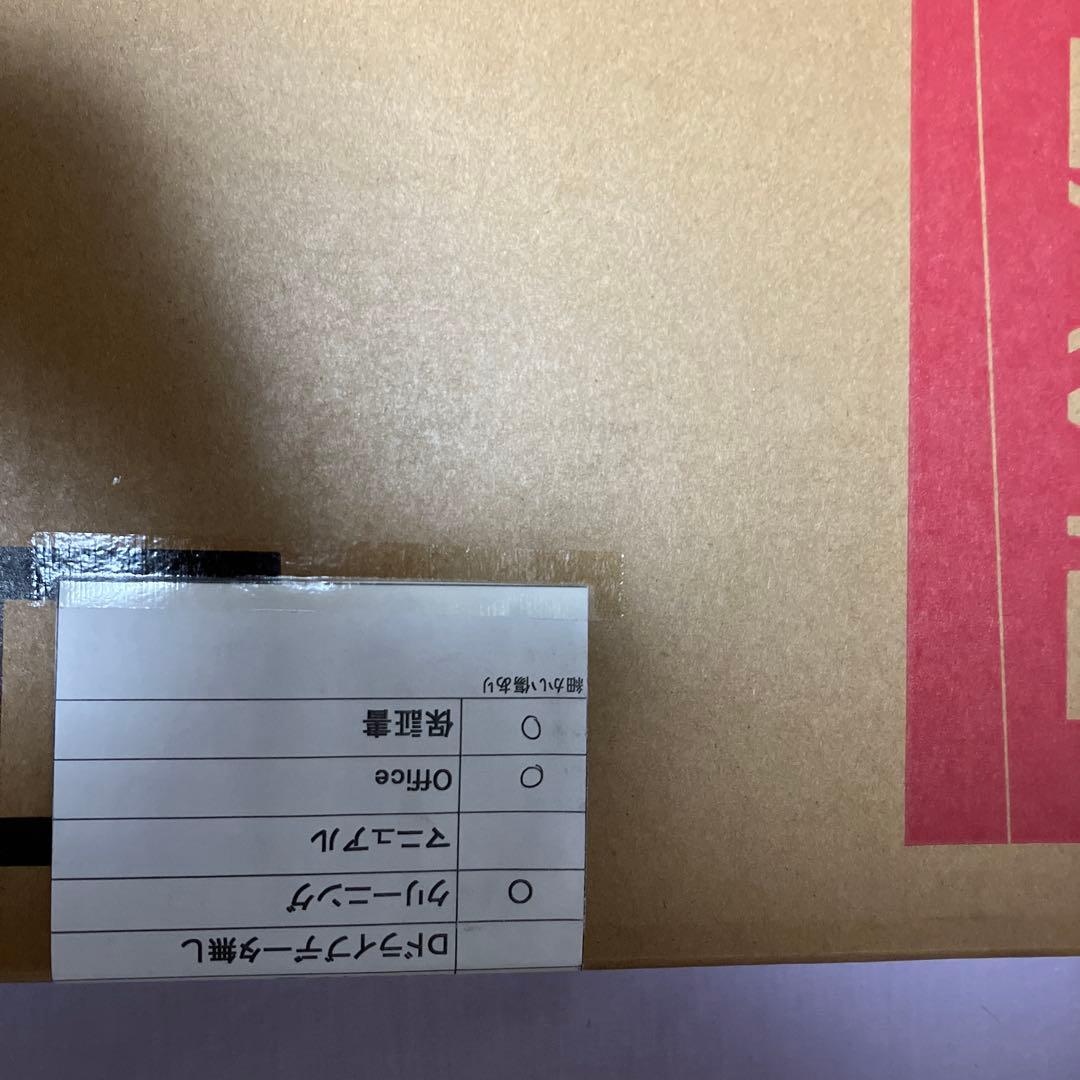 Dドライブデータ無し
○ クリーニング
マニュアル
○ Office
○ 保証書
細かい傷あり